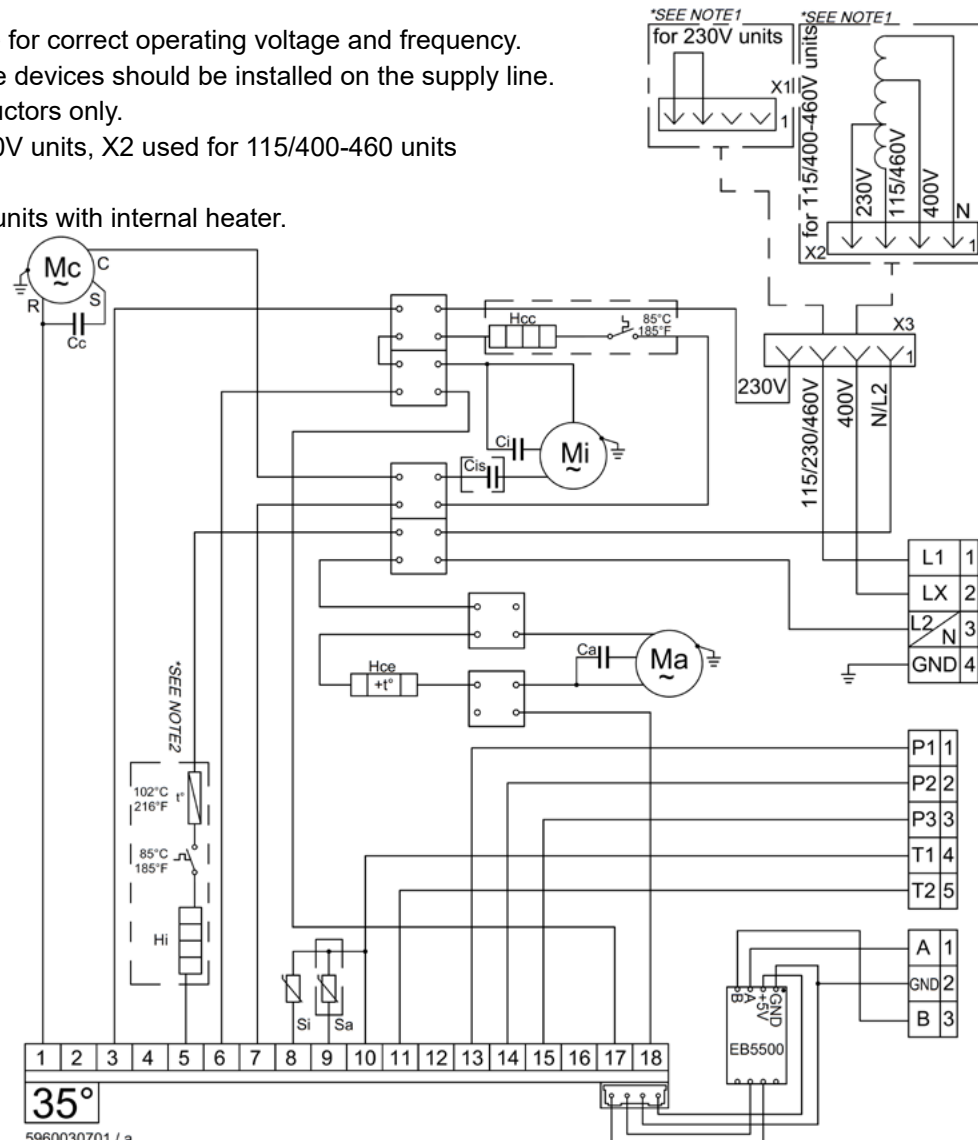 for correct operating voltage and frequency.
devices should be installed on the supply line.
only.
units, X2 used for 115/400-460 units
units with internal heater.
*SEE NOTE1
for 230V units
X1
1
*SEE NOTE1
for 115/400-460V units
230V
115/460V
400V
N
X2
1
X3
1
230V
115/230/460V
400V
N/L2
Mc
~
C
S
R
Cc
Hcc
85°C
185°F
Ci
Mi
~
Cis
L1 1
LX 2
L2/N 3
GND 4
Ca
Ma
~
Hce
+t°
*SEE NOTE2
102°C
216°F
t°
85°C
185°F
Hi
P1 1
P2 2
P3 3
T1 4
T2 5
A 1
GND 2
B 3
B
A
+5V
GND
EB5500
Si
Sa
1 2 3 4 5 6 7 8 9 10 11 12 13 14 15 16 17 18
35°
5960030701 / a